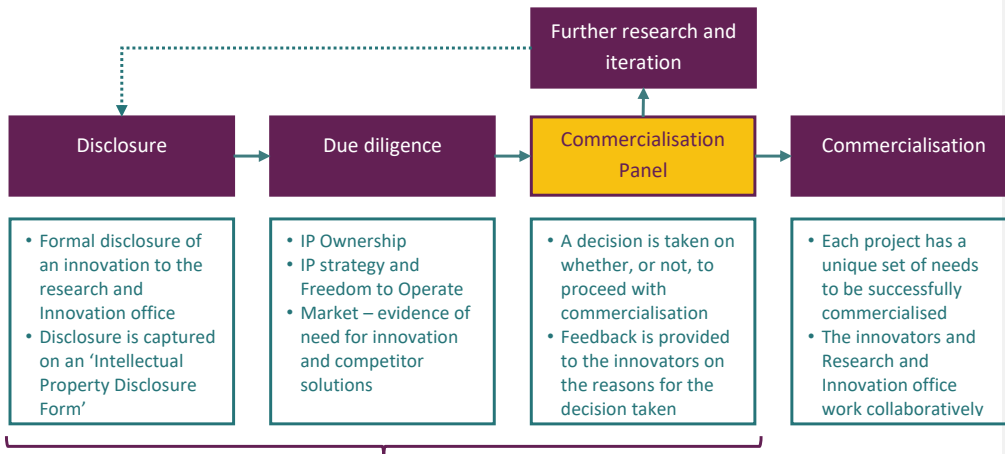 Further research and
iteration
Disclosure
Due diligence
Commercialisation
Panel
Commercialisation
• Formal disclosure of
an innovation to the
research and
Innovation office
• Disclosure is captured
on an ‘Intellectual
Property Disclosure
Form’
• IP Ownership
• IP strategy and
Freedom to Operate
• Market – evidence of
need for innovation
and competitor
solutions
• A decision is taken on
whether, or not, to
proceed with
commercialisation
• Feedback is provided
to the innovators on
the reasons for the
decision taken
• Each project has a
unique set of needs
to be successfully
commercialised
• The innovators and
Research and
Innovation office
work collaboratively